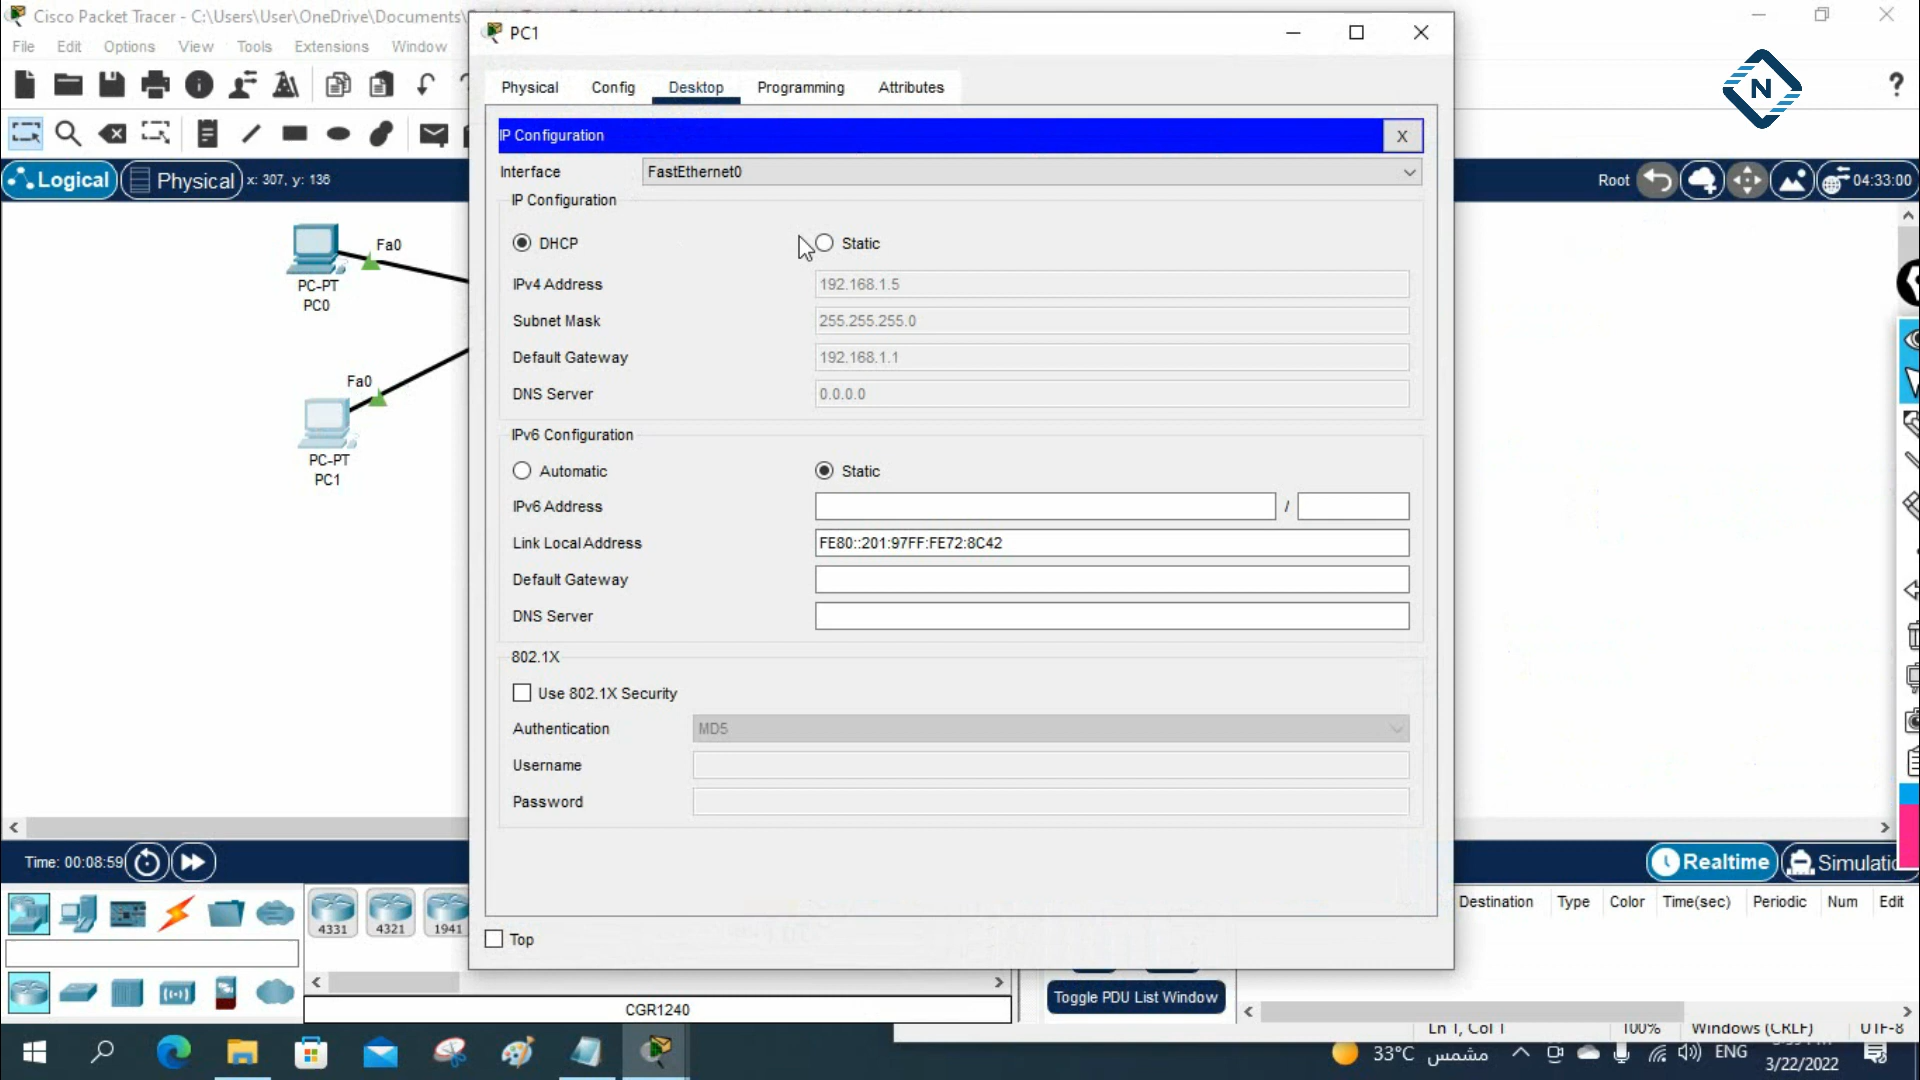 Cisco Packet Tracer - C:\Users\User\OneDrive\Documents\
File Edit Options View Tools Extensions Window
N
?
Logical
Physical
x: 307, y: 136
Root
04:33:00
Fa0
PC-PT
PC0
Fa0
PC-PT
PC1
PC1
Physical Config Desktop Programming Attributes
IP Configuration
X
Interface FastEthernet0
IP Configuration
DHCP Static
IPv4 Address 192.168.1.5
Subnet Mask 255.255.255.0
Default Gateway 192.168.1.1
DNS Server 0.0.0.0
IPv6 Configuration
Automatic Static
IPv6 Address /
Link Local Address FE80::201:97FF:FE72:8C42
Default Gateway
DNS Server
802.1X
Use 802.1X Security
Authentication MD5
Username
Password
Top
Time: 00:08:59
Realtime
Simulatio
4331 4321 1941
Destination Type Color Time(sec) Periodic Num Edit
Toggle PDU List Window
CGR1240
Ln 1, Col 1 100% Windows (CRLF) UTF-8
33°C مشمس
ENG
3/22/2022